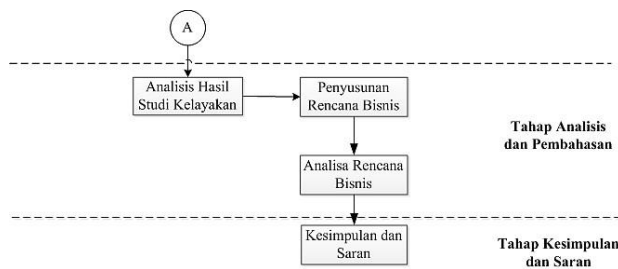 A
Analisis Hasil
Studi Kelayakan
Penyusunan
Rencana Bisnis
Tahap Analisis
dan Pembahasan
Analisa Rencana
Bisnis
Kesimpulan dan
Saran
Tahap Kesimpulan
dan Saran